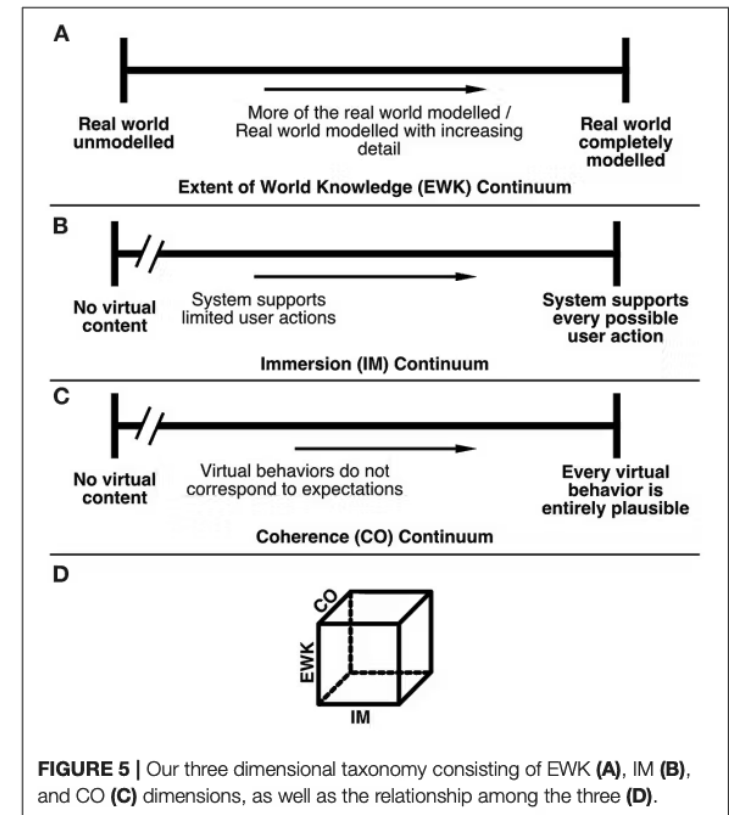 A
Real world
unmodelled
More of the real world modelled /
Real world modelled with increasing
detail
Real world
completely
modelled
Extent of World Knowledge (EWK) Continuum
B
No virtual
content
System supports
limited user actions
System supports
every possible
user action
Immersion (IM) Continuum
C
No virtual
content
Virtual behaviors do not
correspond to expectations
Every virtual
behavior is
entirely plausible
Coherence (CO) Continuum
D
CO
EWK
IM
FIGURE 5 | Our three dimensional taxonomy consisting of EWK (A), IM (B),
and CO (C) dimensions, as well as the relationship among the three (D).